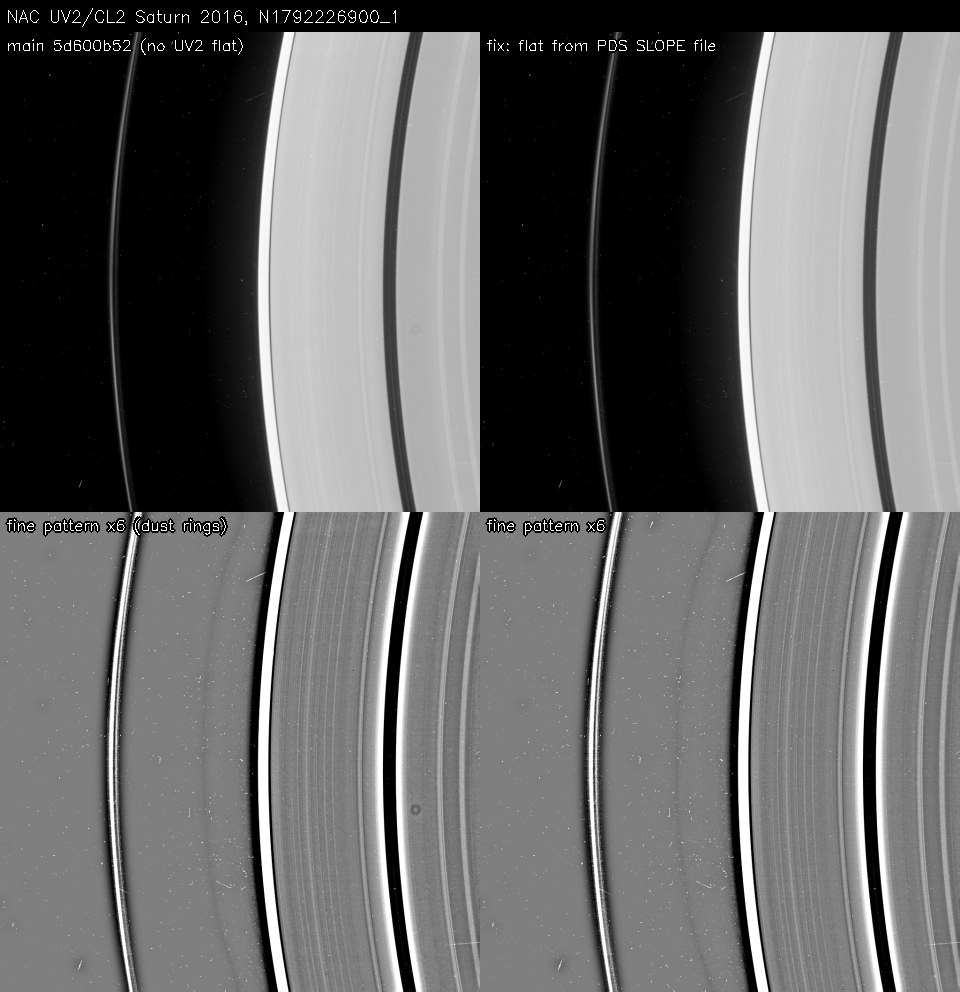 NAC UV2/CL2 Saturn 2016, N1792226900_1
main 5d600b52 (no UV2 flat)
fix: flat from PDS SLOPE file
fine pattern x6 (dust rings)
fine pattern x6